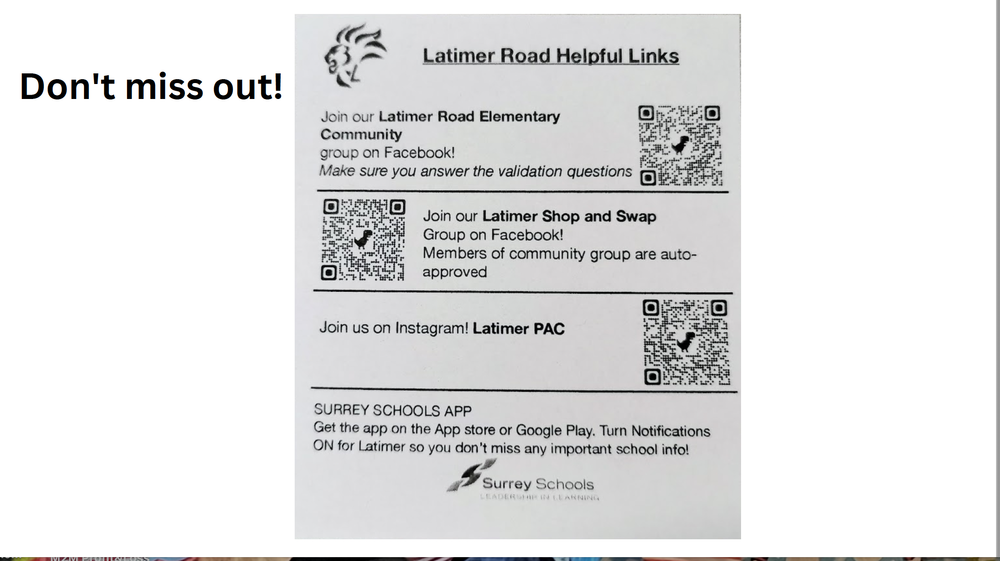 Don't miss out!
Latimer Road Helpful Links
Join our Latimer Road Elementary
Community
group on Facebook!
Make sure you answer the validation questions
Join our Latimer Shop and Swap
Group on Facebook!
Members of community group are auto-
approved
Join us on Instagram! Latimer PAC
SURREY SCHOOLS APP
Get the app on the App store or Google Play. Turn Notifications
ON for Latimer so you don't miss any important school info!
Surrey Schools
LEADERSHIP IN LEARNING
M2M Profit&Loss